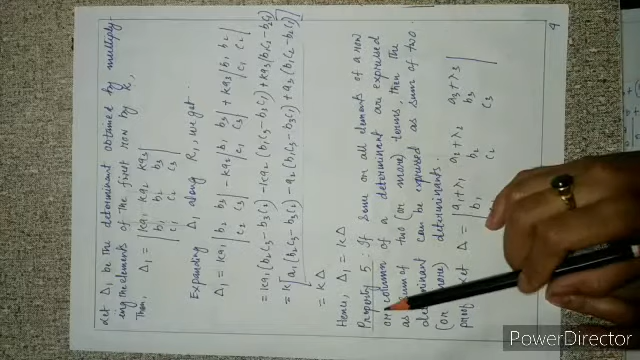 Let Δ₁ be the determinant obtained by multiply-
ing the elements of the first row by k,
Then,
Δ₁ = | ka₁ ka₂ ka₃ |
| b₁ b₂ b₃ |
| c₁ c₂ c₃ |
Expanding Δ₁ along R₁, we get
Δ₁ = ka₁ | b₂ b₃ | - ka₂ | b₁ b₃ | + ka₃ | b₁ b₂ |
| c₂ c₃ | | c₁ c₃ | | c₁ c₂ |
= ka₁(b₂c₃-b₃c₂) - ka₂(b₁c₃-b₃c₁) + ka₃(b₁c₂-b₂c₁)
= k[a₁(b₂c₃-b₃c₂) - a₂(b₁c₃-b₃c₁) + a₃(b₁c₂-b₂c₁)]
= kΔ
Hence, Δ₁ = kΔ
Property 5: If some or all elements of a row
or column of a determinant are expressed
as sum of two (or more) terms, then the
determinant can be expressed as sum of two
(or more) determinants.
proof: Let Δ = | a₁+λ₁ a₂+λ₂ a₃+λ₃ |
b₁ b₂ b₃ |
c₂ c₃ |
9
PowerDirector